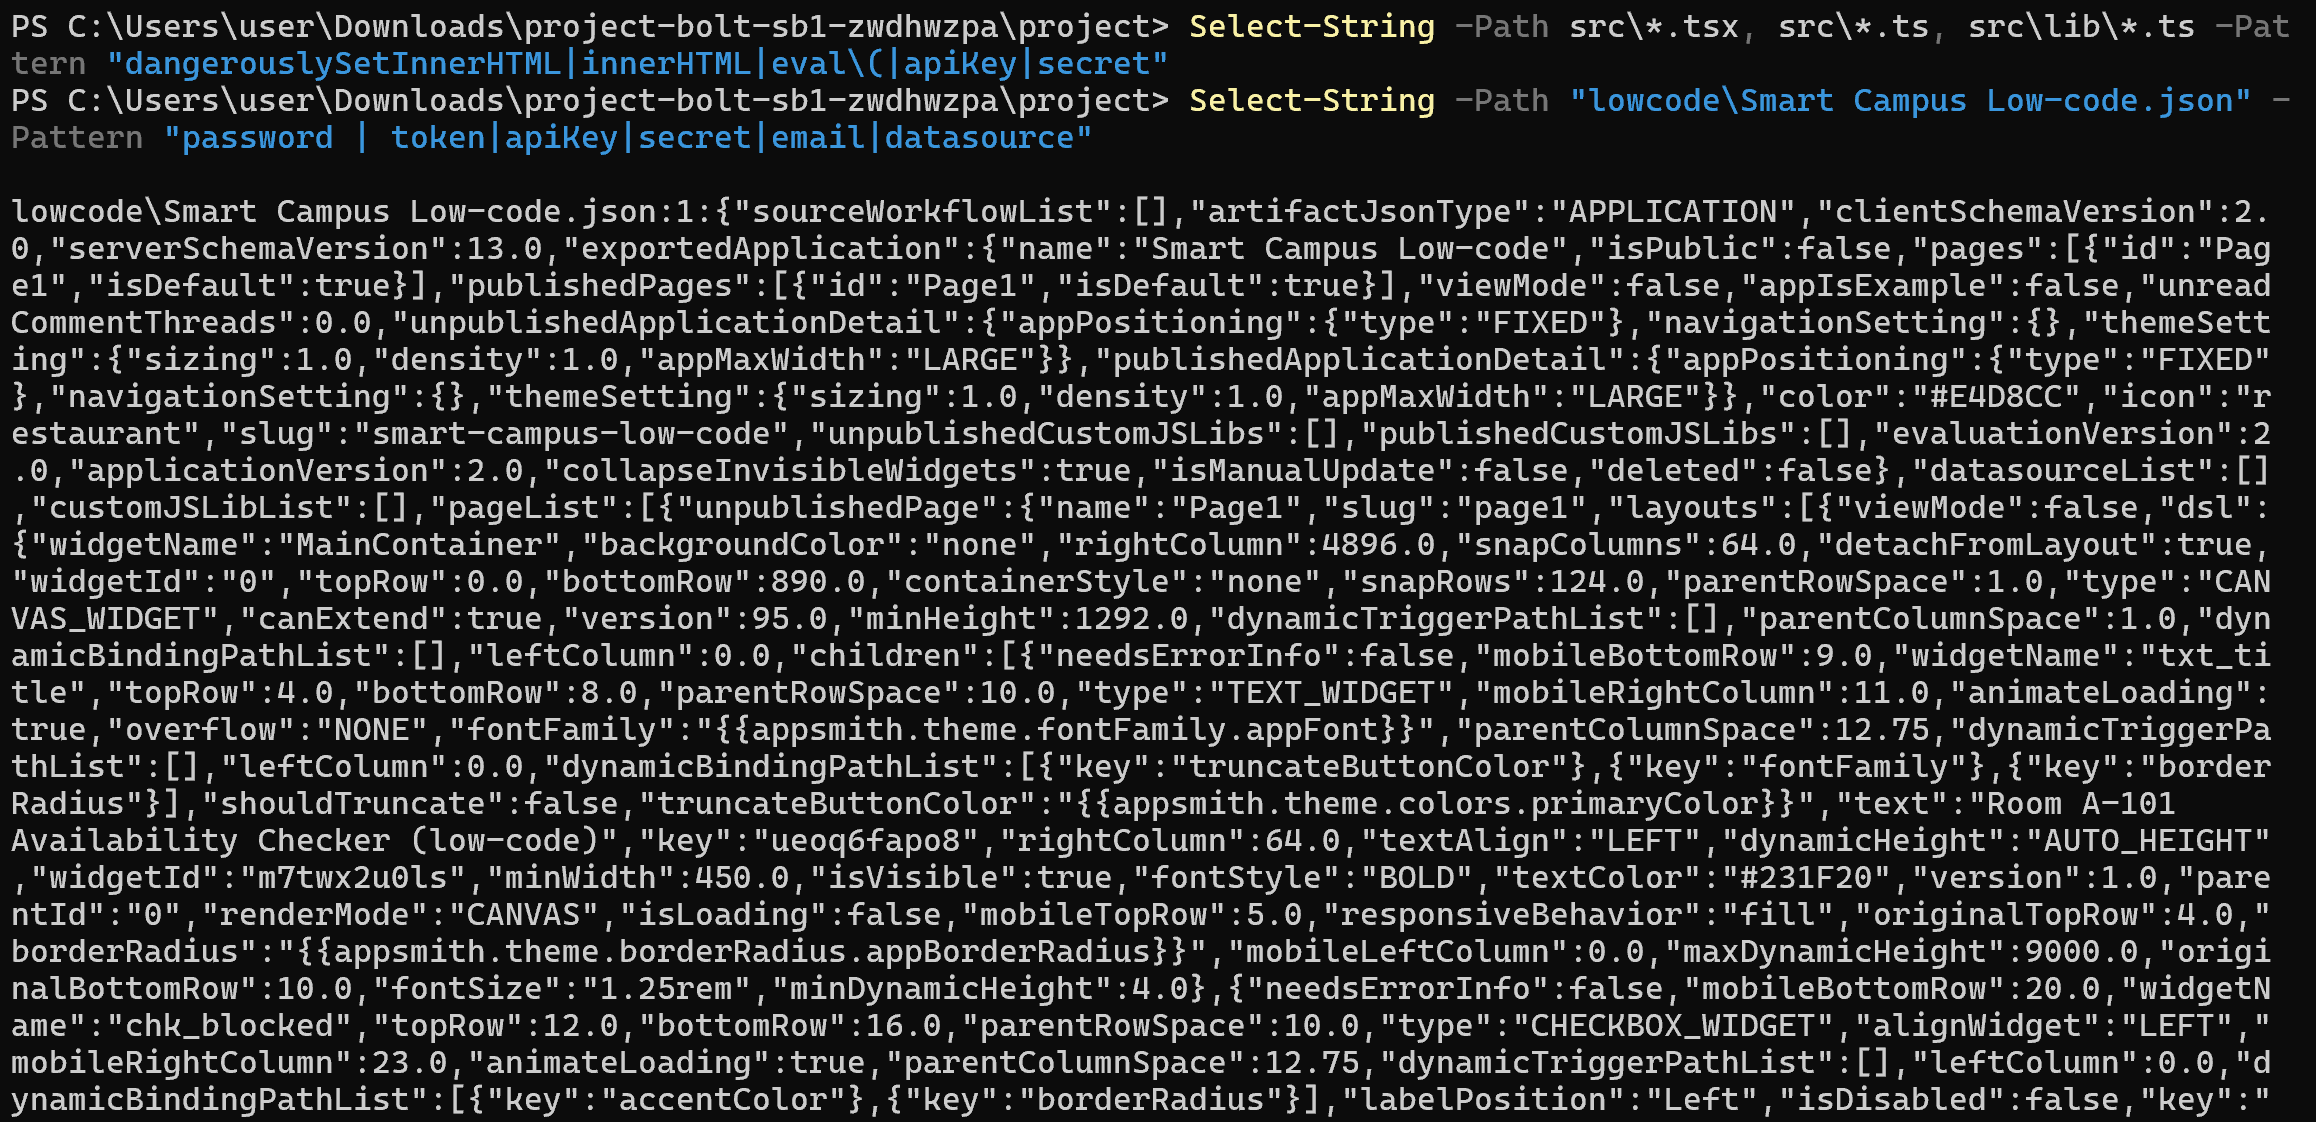 PS C:\Users\user\Downloads\project-bolt-sb1-zwdhwzpa\project> Select-String -Path src\*.tsx, src\*.ts, src\lib\*.ts -Pat
tern "dangerouslySetInnerHTML|innerHTML|eval\(|apiKey|secret"
PS C:\Users\user\Downloads\project-bolt-sb1-zwdhwzpa\project> Select-String -Path "lowcode\Smart Campus Low-code.json" -
Pattern "password | token|apiKey|secret|email|datasource"

lowcode\Smart Campus Low-code.json:1:{"sourceWorkflowList":[],"artifactJsonType":"APPLICATION","clientSchemaVersion":2.
0,"serverSchemaVersion":13.0,"exportedApplication":{"name":"Smart Campus Low-code","isPublic":false,"pages":[{"id":"Pag
e1","isDefault":true}],"publishedPages":[{"id":"Page1","isDefault":true}],"viewMode":false,"appIsExample":false,"unread
CommentThreads":0.0,"unpublishedApplicationDetail":{"appPositioning":{"type":"FIXED"},"navigationSetting":{},"themeSett
ing":{"sizing":1.0,"density":1.0,"appMaxWidth":"LARGE"}},"publishedApplicationDetail":{"appPositioning":{"type":"FIXED"
},"navigationSetting":{},"themeSetting":{"sizing":1.0,"density":1.0,"appMaxWidth":"LARGE"}},"color":"#E4D8CC","icon":"r
estaurant","slug":"smart-campus-low-code","unpublishedCustomJSLibs":[],"publishedCustomJSLibs":[],"evaluationVersion":2
.0,"applicationVersion":2.0,"collapseInvisibleWidgets":true,"isManualUpdate":false,"deleted":false},"datasourceList":[]
,"customJSLibList":[],"pageList":[{"unpublishedPage":{"name":"Page1","slug":"page1","layouts":[{"viewMode":false,"dsl":
{"widgetName":"MainContainer","backgroundColor":"none","rightColumn":4896.0,"snapColumns":64.0,"detachFromLayout":true,
"widgetId":"0","topRow":0.0,"bottomRow":890.0,"containerStyle":"none","snapRows":124.0,"parentRowSpace":1.0,"type":"CAN
VAS_WIDGET","canExtend":true,"version":95.0,"minHeight":1292.0,"dynamicTriggerPathList":[],"parentColumnSpace":1.0,"dyn
amicBindingPathList":[],"leftColumn":0.0,"children":[{"needsErrorInfo":false,"mobileBottomRow":9.0,"widgetName":"txt_ti
tle","topRow":4.0,"bottomRow":8.0,"parentRowSpace":10.0,"type":"TEXT_WIDGET","mobileRightColumn":11.0,"animateLoading":
true,"overflow":"NONE","fontFamily":"{{appsmith.theme.fontFamily.appFont}}","parentColumnSpace":12.75,"dynamicTriggerPa
thList":[],"leftColumn":0.0,"dynamicBindingPathList":[{"key":"truncateButtonColor"},{"key":"fontFamily"},{"key":"border
Radius"}],"shouldTruncate":false,"truncateButtonColor":"{{appsmith.theme.colors.primaryColor}}","text":"Room A-101
Availability Checker (low-code)","key":"ueoq6fapo8","rightColumn":64.0,"textAlign":"LEFT","dynamicHeight":"AUTO_HEIGHT"
,"widgetId":"m7twx2u0ls","minWidth":450.0,"isVisible":true,"fontStyle":"BOLD","textColor":"#231F20","version":1.0,"pare
ntId":"0","renderMode":"CANVAS","isLoading":false,"mobileTopRow":5.0,"responsiveBehavior":"fill","originalTopRow":4.0,"
borderRadius":"{{appsmith.theme.borderRadius.appBorderRadius}}","mobileLeftColumn":0.0,"maxDynamicHeight":9000.0,"origi
nalBottomRow":10.0,"fontSize":"1.25rem","minDynamicHeight":4.0},{"needsErrorInfo":false,"mobileBottomRow":20.0,"widgetN
ame":"chk_blocked","topRow":12.0,"bottomRow":16.0,"parentRowSpace":10.0,"type":"CHECKBOX_WIDGET","alignWidget":"LEFT","
mobileRightColumn":23.0,"animateLoading":true,"parentColumnSpace":12.75,"dynamicTriggerPathList":[],"leftColumn":0.0,"d
ynamicBindingPathList":[{"key":"accentColor"},{"key":"borderRadius"}],"labelPosition":"Left","isDisabled":false,"key":"